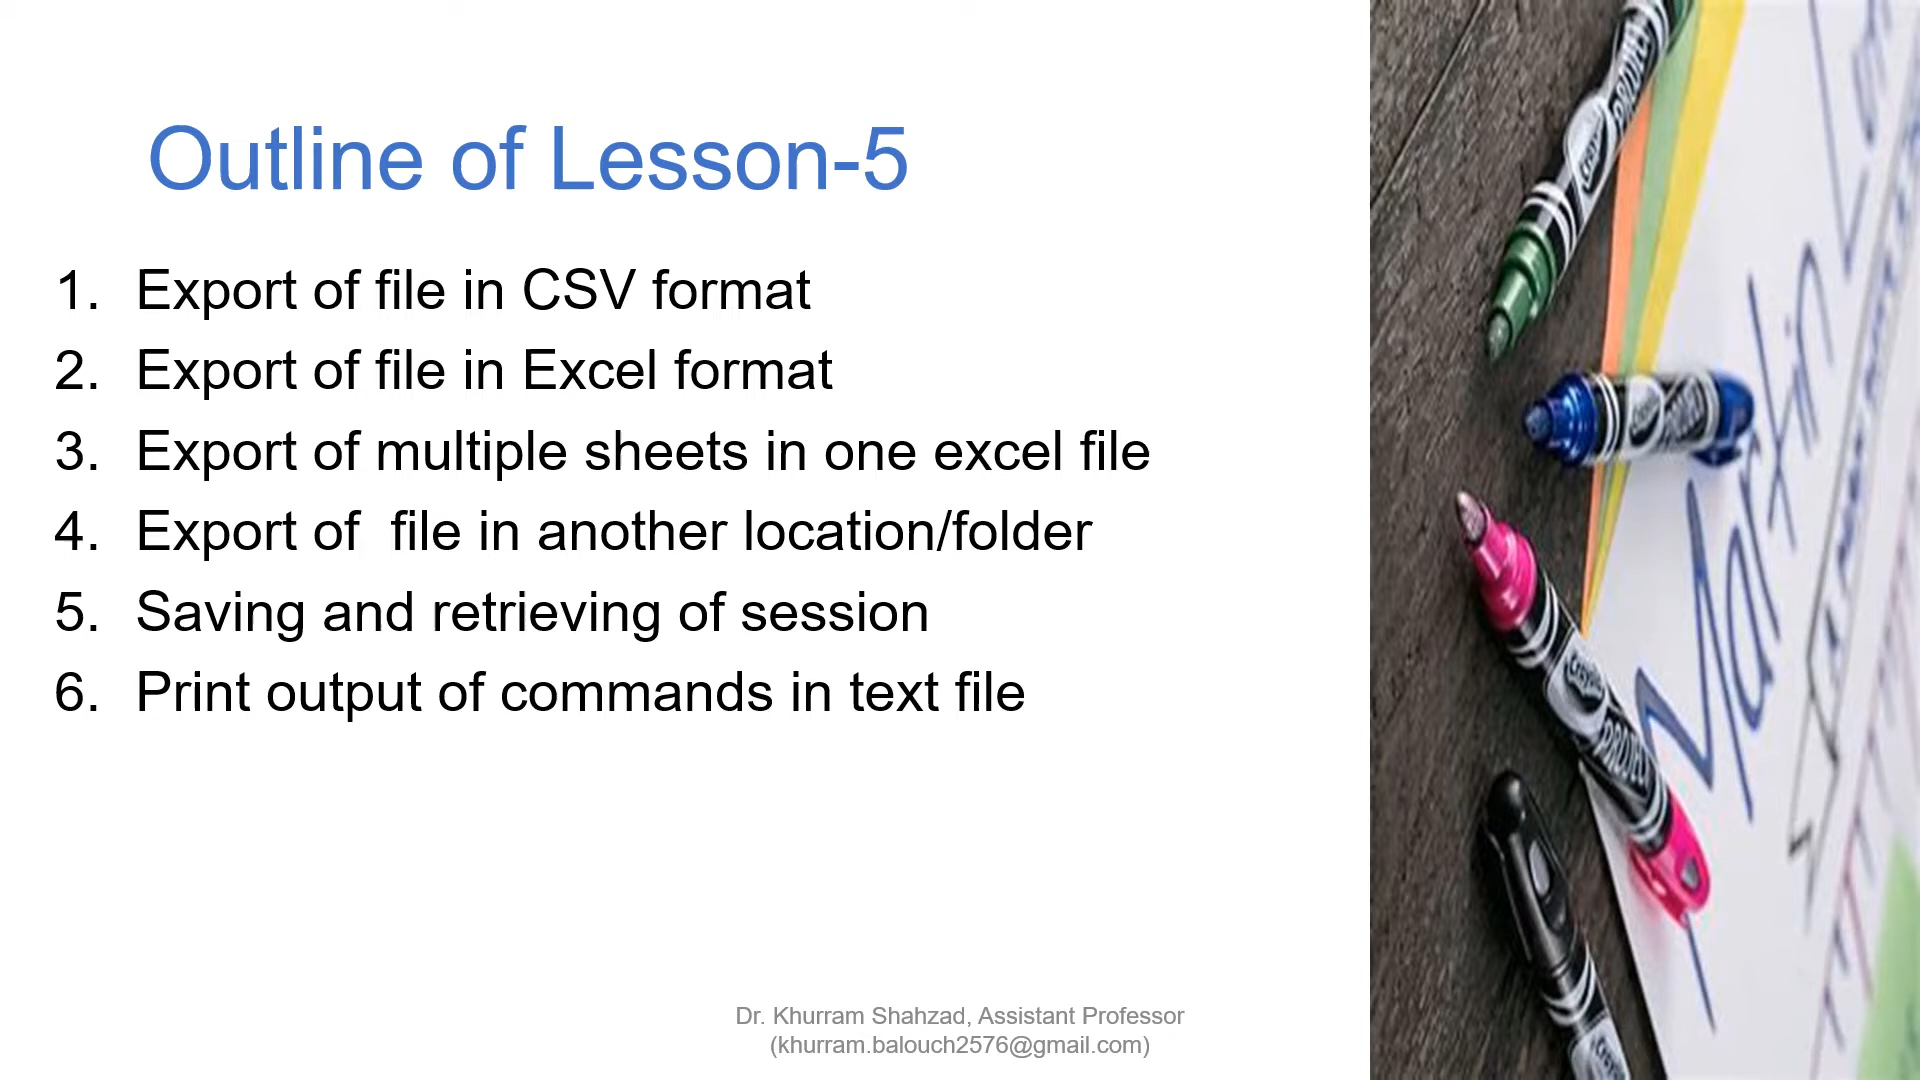 Outline of Lesson-5
1. Export of file in CSV format
2. Export of file in Excel format
3. Export of multiple sheets in one excel file
4. Export of  file in another location/folder
5. Saving and retrieving of session
6. Print output of commands in text file
Dr. Khurram Shahzad, Assistant Professor
(khurram.balouch2576@gmail.com)